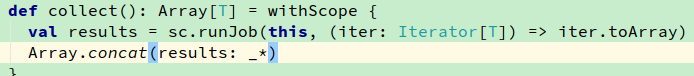 def collect(): Array[T] = withScope {
val results = sc.runJob(this, (iter: Iterator[T]) => iter.toArray)
Array.concat(results: _*)
}